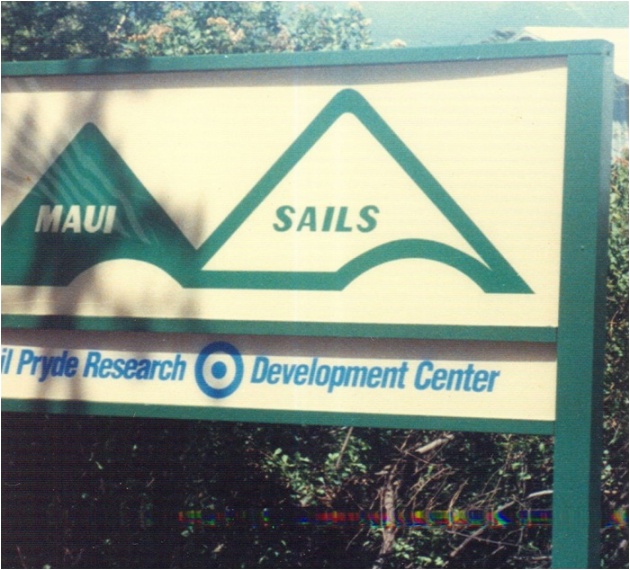 MAUI SAILS
il Pryde Research Development Center